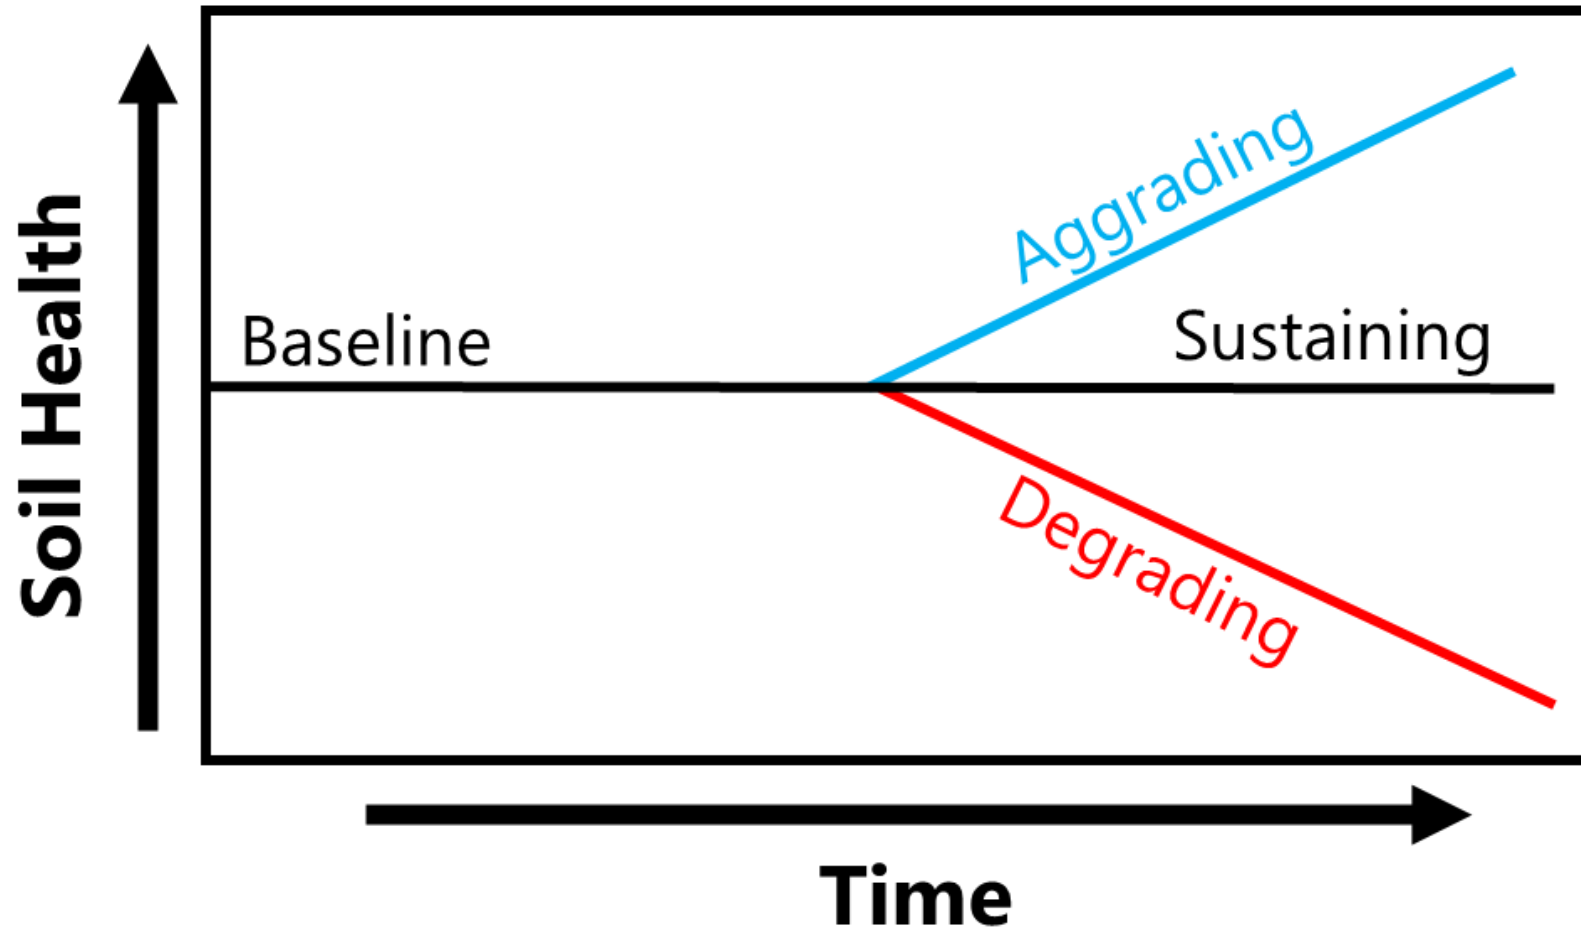 Soil Health
Baseline
Aggrading
Sustaining
Degrading
Time